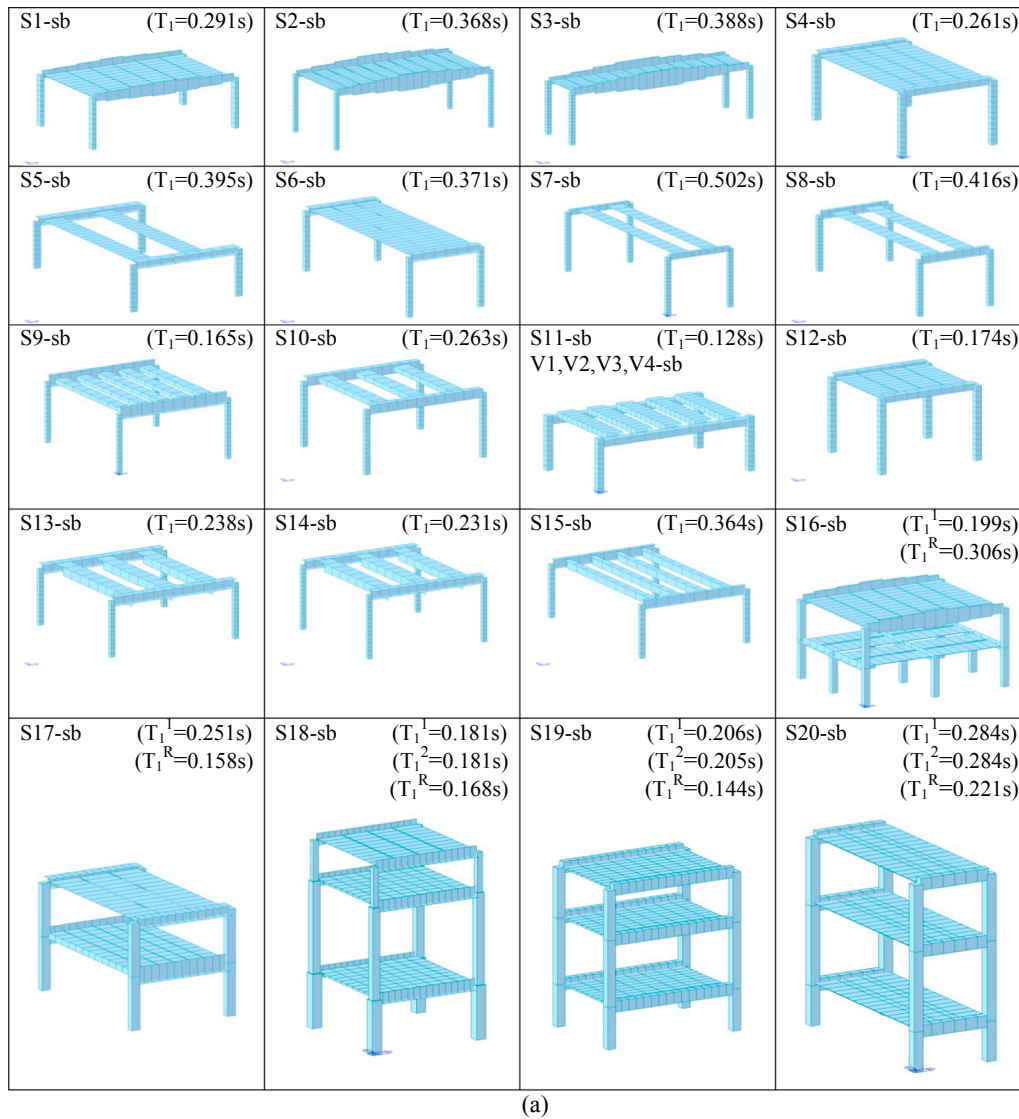 S1-sb (T₁=0.291s)
S2-sb (T₁=0.368s)
S3-sb (T₁=0.388s)
S4-sb (T₁=0.261s)
S5-sb (T₁=0.395s)
S6-sb (T₁=0.371s)
S7-sb (T₁=0.502s)
S8-sb (T₁=0.416s)
S9-sb (T₁=0.165s)
S10-sb (T₁=0.263s)
S11-sb (T₁=0.128s)
V1,V2,V3,V4-sb
S12-sb (T₁=0.174s)
S13-sb (T₁=0.238s)
S14-sb (T₁=0.231s)
S15-sb (T₁=0.364s)
S16-sb (T₁¹=0.199s)
(T₁ᴿ=0.306s)
S17-sb (T₁¹=0.251s)
(T₁ᴿ=0.158s)
S18-sb (T₁¹=0.181s)
(T₁²=0.181s)
(T₁ᴿ=0.168s)
S19-sb (T₁¹=0.206s)
(T₁²=0.205s)
(T₁ᴿ=0.144s)
S20-sb (T₁¹=0.284s)
(T₁²=0.284s)
(T₁ᴿ=0.221s)
(a)